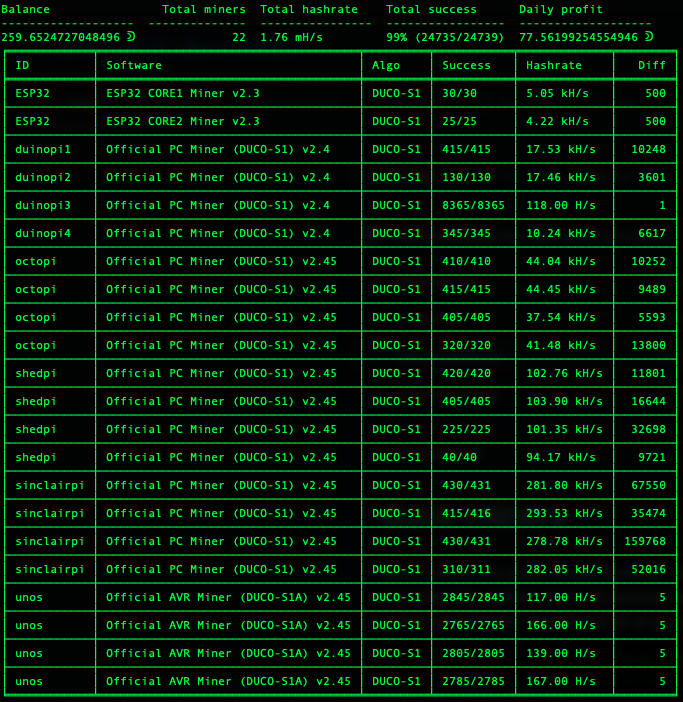 Balance Total miners Total hashrate Total success Daily profit
------------------- -------------- -------------- ----------------- -------------------
259.6524727048496 ᕲ 22 1.76 mH/s 99% (24735/24739) 77.56199254554946 ᕲ
ID Software Algo Success Hashrate Diff
ESP32 ESP32 CORE1 Miner v2.3 DUCO-S1 30/30 5.05 kH/s 500
ESP32 ESP32 CORE2 Miner v2.3 DUCO-S1 25/25 4.22 kH/s 500
duinopi1 Official PC Miner (DUCO-S1) v2.4 DUCO-S1 415/415 17.53 kH/s 10248
duinopi2 Official PC Miner (DUCO-S1) v2.4 DUCO-S1 130/130 17.46 kH/s 3601
duinopi3 Official PC Miner (DUCO-S1) v2.4 DUCO-S1 8365/8365 118.00 H/s 1
duinopi4 Official PC Miner (DUCO-S1) v2.4 DUCO-S1 345/345 10.24 kH/s 6617
octopi Official PC Miner (DUCO-S1) v2.45 DUCO-S1 410/410 44.04 kH/s 10252
octopi Official PC Miner (DUCO-S1) v2.45 DUCO-S1 415/415 44.45 kH/s 9489
octopi Official PC Miner (DUCO-S1) v2.45 DUCO-S1 405/405 37.54 kH/s 5593
octopi Official PC Miner (DUCO-S1) v2.45 DUCO-S1 320/320 41.48 kH/s 13800
shedpi Official PC Miner (DUCO-S1) v2.45 DUCO-S1 420/420 102.76 kH/s 11801
shedpi Official PC Miner (DUCO-S1) v2.45 DUCO-S1 405/405 103.90 kH/s 16644
shedpi Official PC Miner (DUCO-S1) v2.45 DUCO-S1 225/225 101.35 kH/s 32698
shedpi Official PC Miner (DUCO-S1) v2.45 DUCO-S1 40/40 94.17 kH/s 9721
sinclairpi Official PC Miner (DUCO-S1) v2.45 DUCO-S1 430/431 281.80 kH/s 67550
sinclairpi Official PC Miner (DUCO-S1) v2.45 DUCO-S1 415/416 293.53 kH/s 35474
sinclairpi Official PC Miner (DUCO-S1) v2.45 DUCO-S1 430/431 278.78 kH/s 159768
sinclairpi Official PC Miner (DUCO-S1) v2.45 DUCO-S1 310/311 282.05 kH/s 52016
unos Official AVR Miner (DUCO-S1A) v2.45 DUCO-S1 2845/2845 117.00 H/s 5
unos Official AVR Miner (DUCO-S1A) v2.45 DUCO-S1 2765/2765 166.00 H/s 5
unos Official AVR Miner (DUCO-S1A) v2.45 DUCO-S1 2805/2805 139.00 H/s 5
unos Official AVR Miner (DUCO-S1A) v2.45 DUCO-S1 2785/2785 167.00 H/s 5